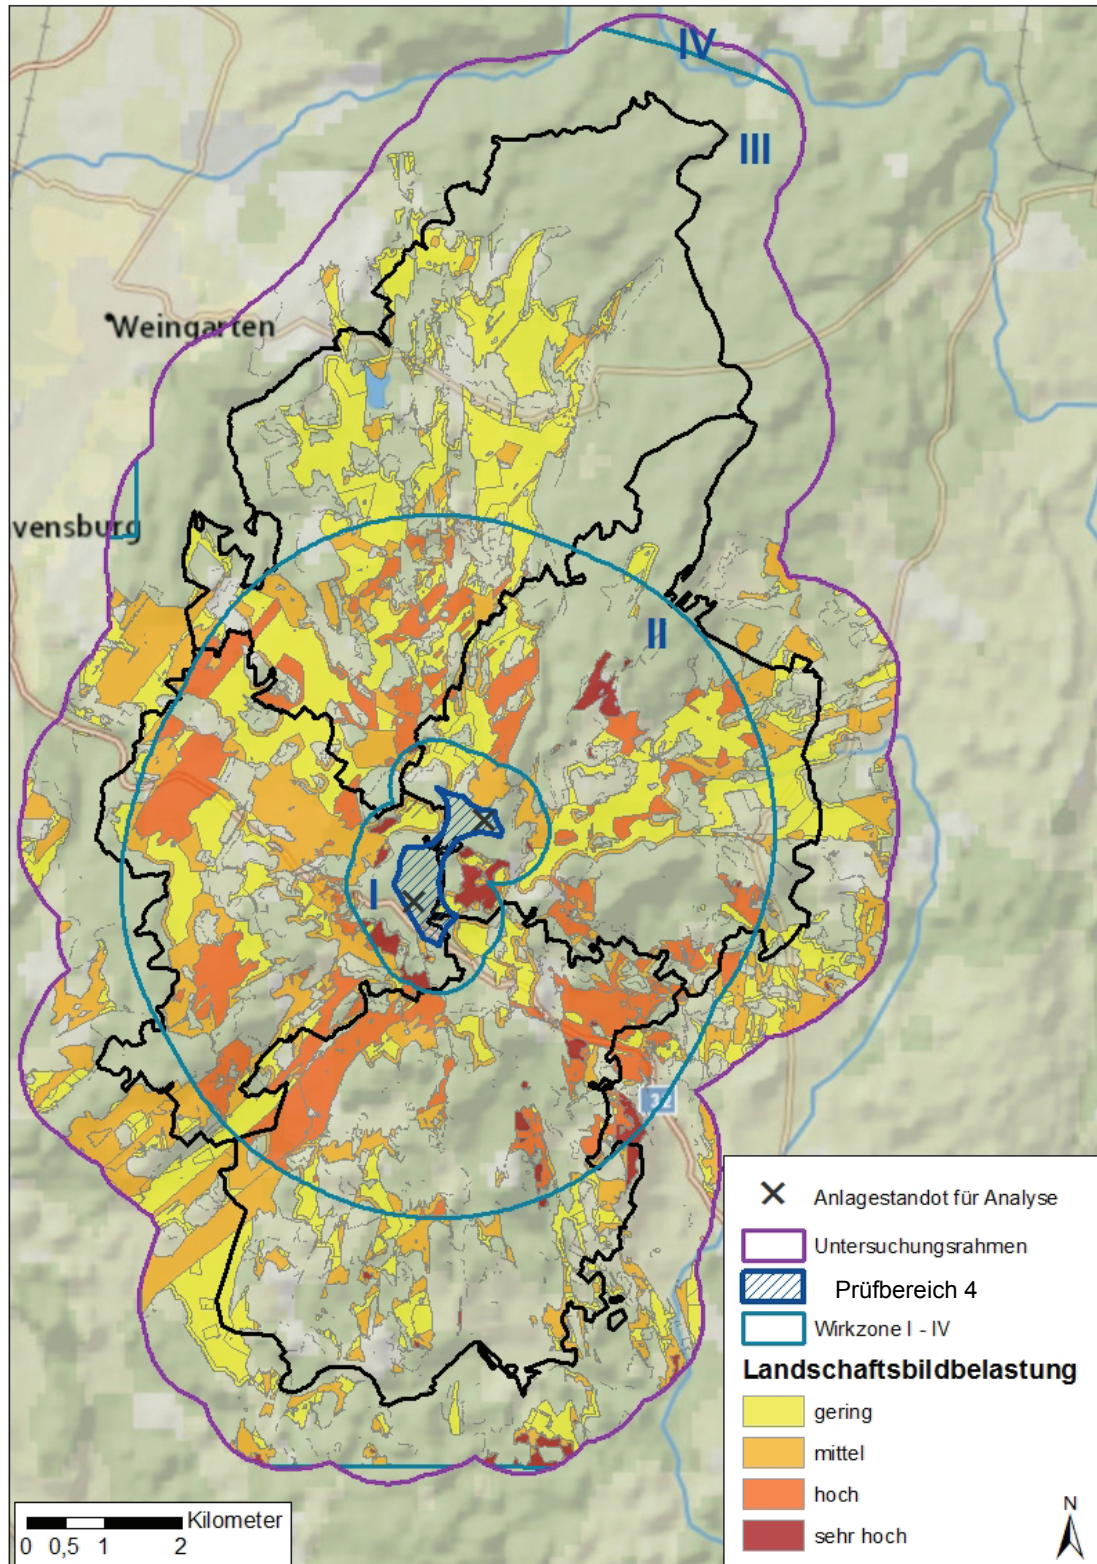 IV
III
Weingarten
vensburg
II
I
32
Anlagestandot für Analyse
Untersuchungsrahmen
Prüfbereich 4
Wirkzone I - IV
Landschaftsbildbelastung
gering
mittel
hoch
sehr hoch
N
Kilometer
0 0,5 1 2